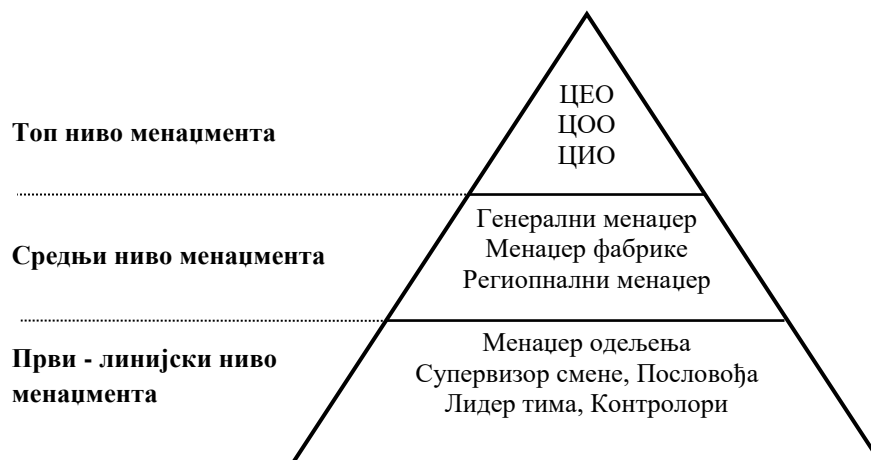 Топ ниво менаџмента
ЦЕО
ЦОО
ЦИО
Средњи ниво менаџмента
Генерални менаџер
Менаџер фабрике
Региопнални менаџер
Први - линијски ниво
менаџмента
Менаџер одељења
Супервизор смене, Пословођа
Лидер тима, Контролори